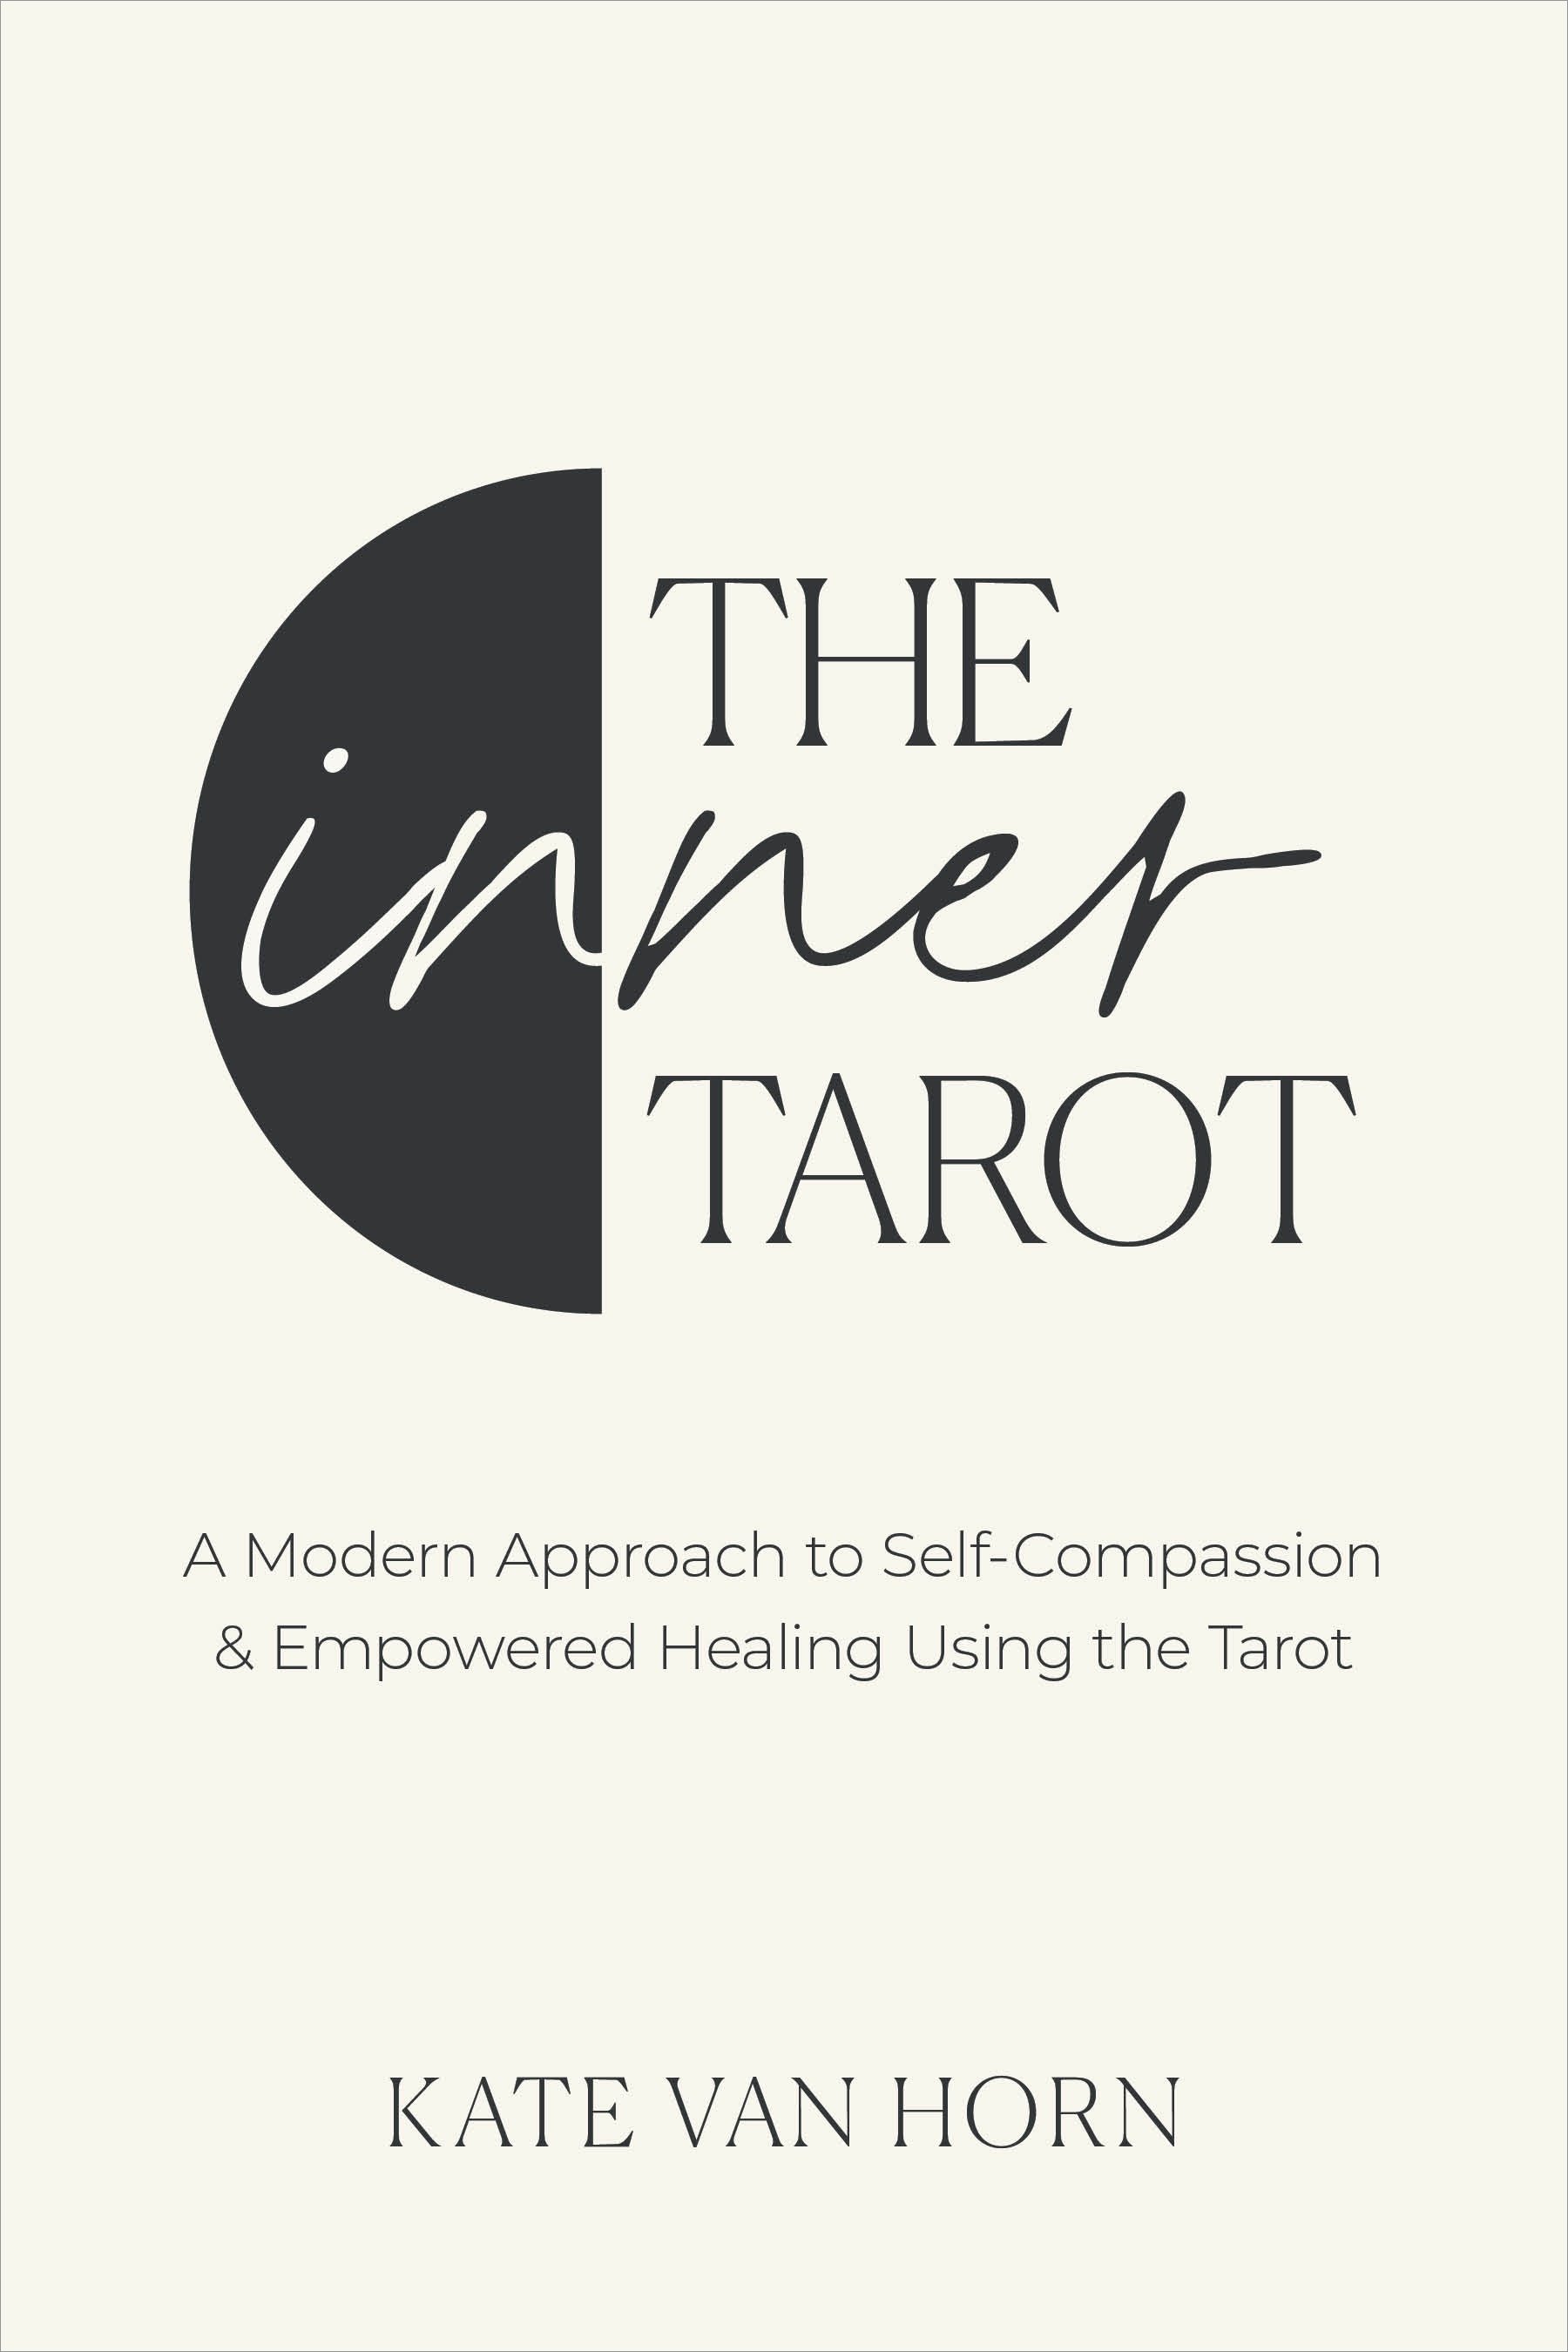 THE
inner
TAROT
A Modern Approach to Self-Compassion
& Empowered Healing Using the Tarot
KATE VAN HORN